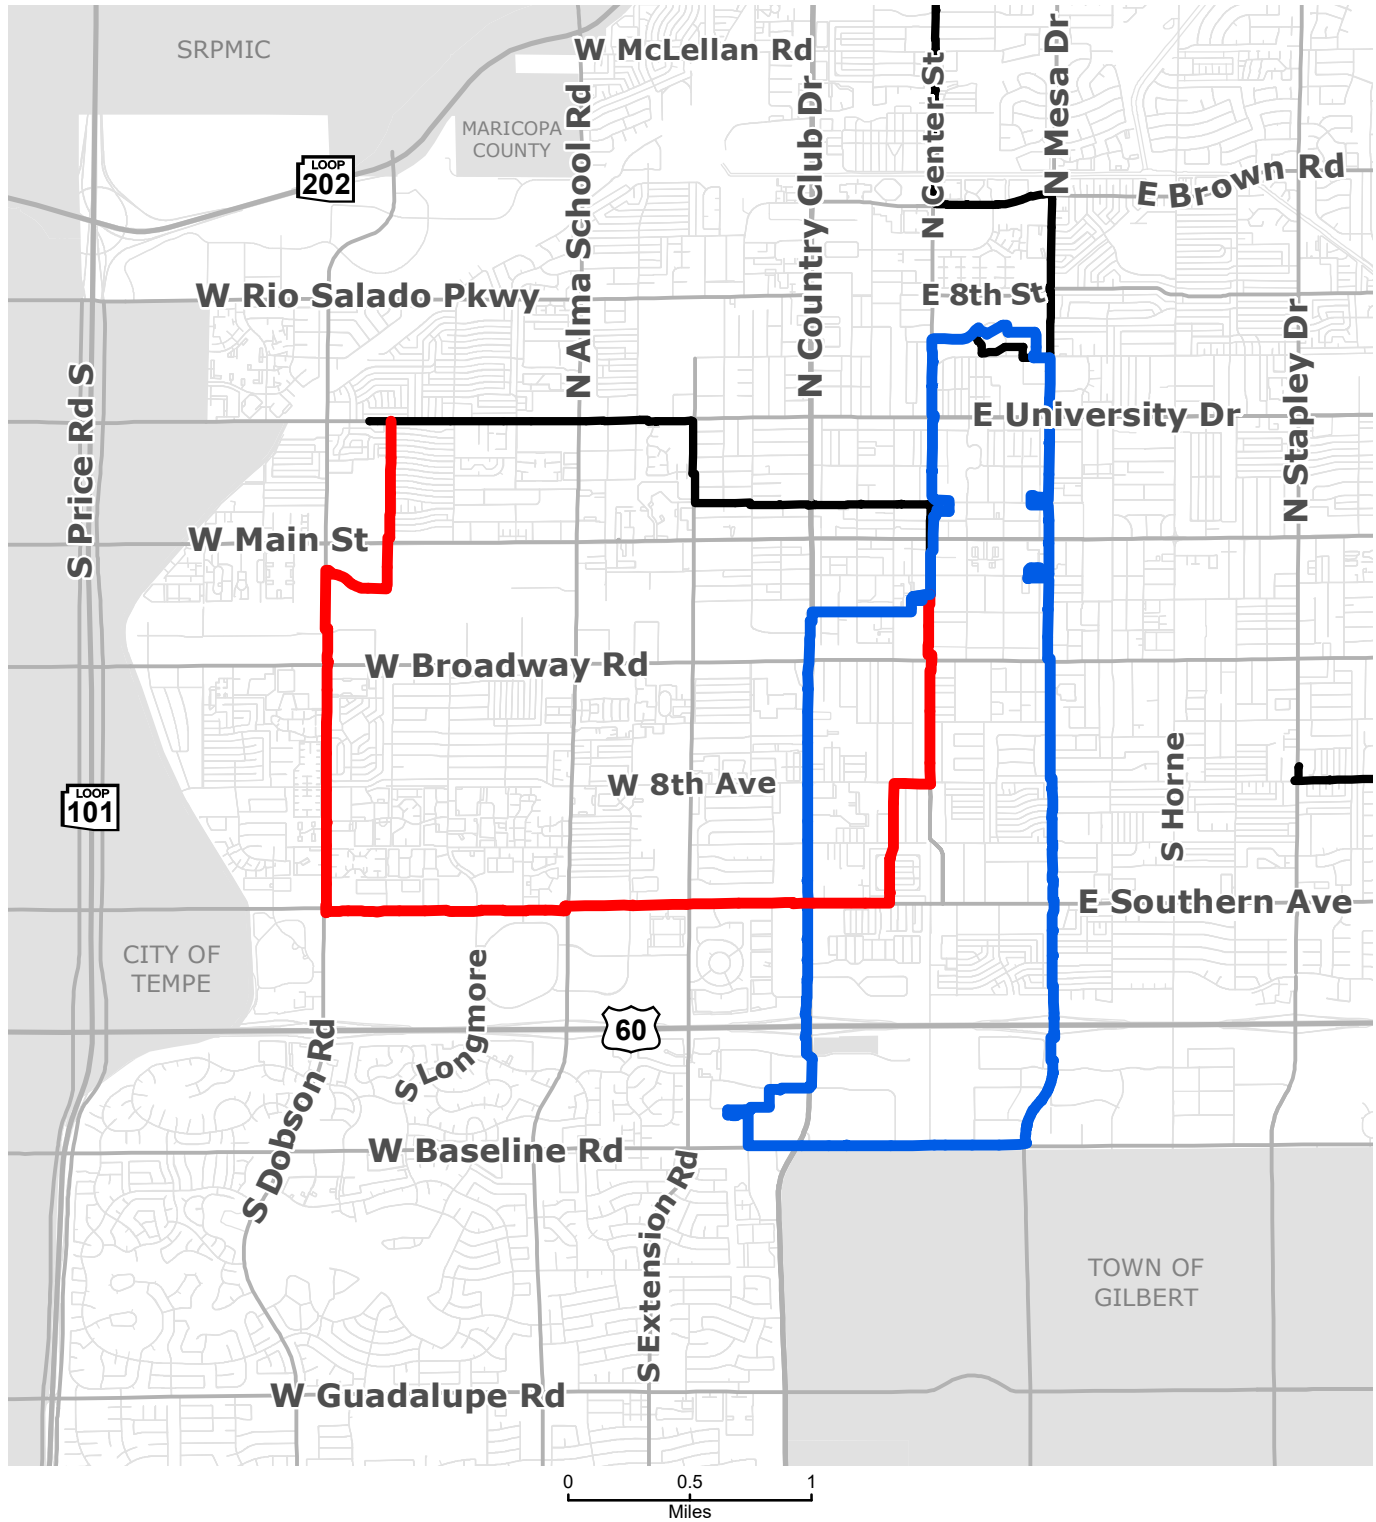 SRPMIC
W McLellan Rd
N Mesa Dr
N Center St
N Country Club Dr
N Alma School Rd
MARICOPA
COUNTY
LOOP
202
E Brown Rd
W Rio Salado Pkwy
E 8th St
N Stapley Dr
S Price Rd S
E University Dr
W Main St
W Broadway Rd
W 8th Ave
S Horne
LOOP
101
E Southern Ave
CITY OF
TEMPE
S Longmore
60
S Dobson Rd
W Baseline Rd
S Extension Rd
TOWN OF
GILBERT
W Guadalupe Rd
0 0.5 1
Miles